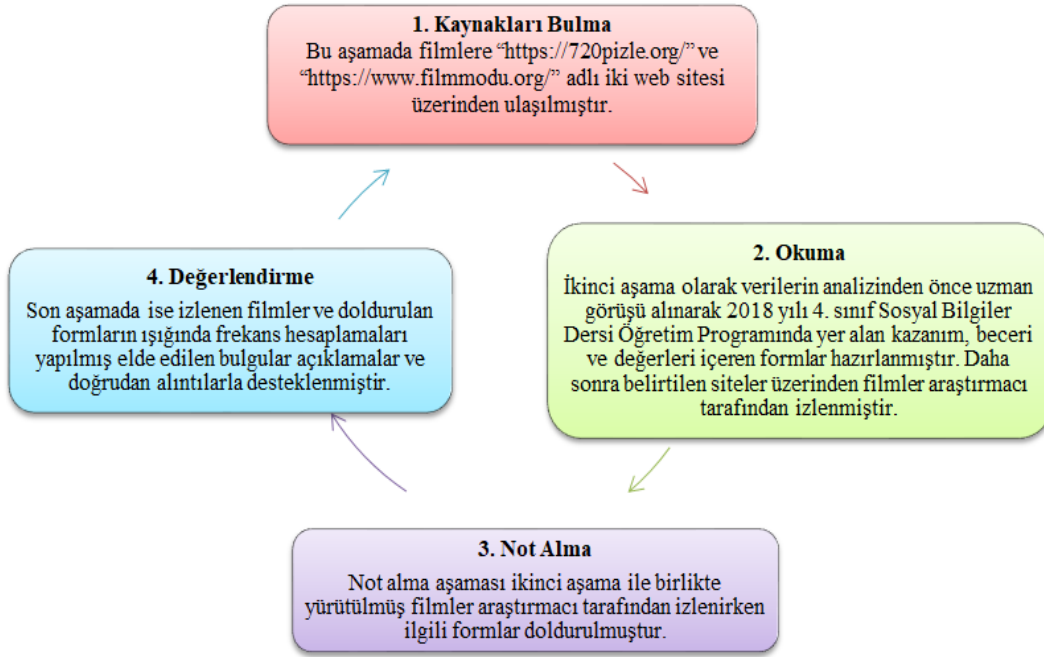 1. Kaynakları Bulma
Bu aşamada filmlere “https://720pizle.org/” ve
“https://www.filmmodu.org/” adlı iki web sitesi
üzerinden ulaşılmıştır.
2. Okuma
İkinci aşama olarak verilerin analizinden önce uzman
görüşü alınarak 2018 yılı 4. sınıf Sosyal Bilgiler
Dersi Öğretim Programında yer alan kazanım, beceri
ve değerleri içeren formlar hazırlanmıştır. Daha
sonra belirtilen siteler üzerinden filmler araştırmacı
tarafından izlenmiştir.
3. Not Alma
Not alma aşaması ikinci aşama ile birlikte
yürütülmüş filmler araştırmacı tarafından izlenirken
ilgili formlar doldurulmuştur.
4. Değerlendirme
Son aşamada ise izlenen filmler ve doldurulan
formların ışığında frekans hesaplamaları
yapılmış elde edilen bulgular açıklamalar ve
doğrudan alıntılarla desteklenmiştir.